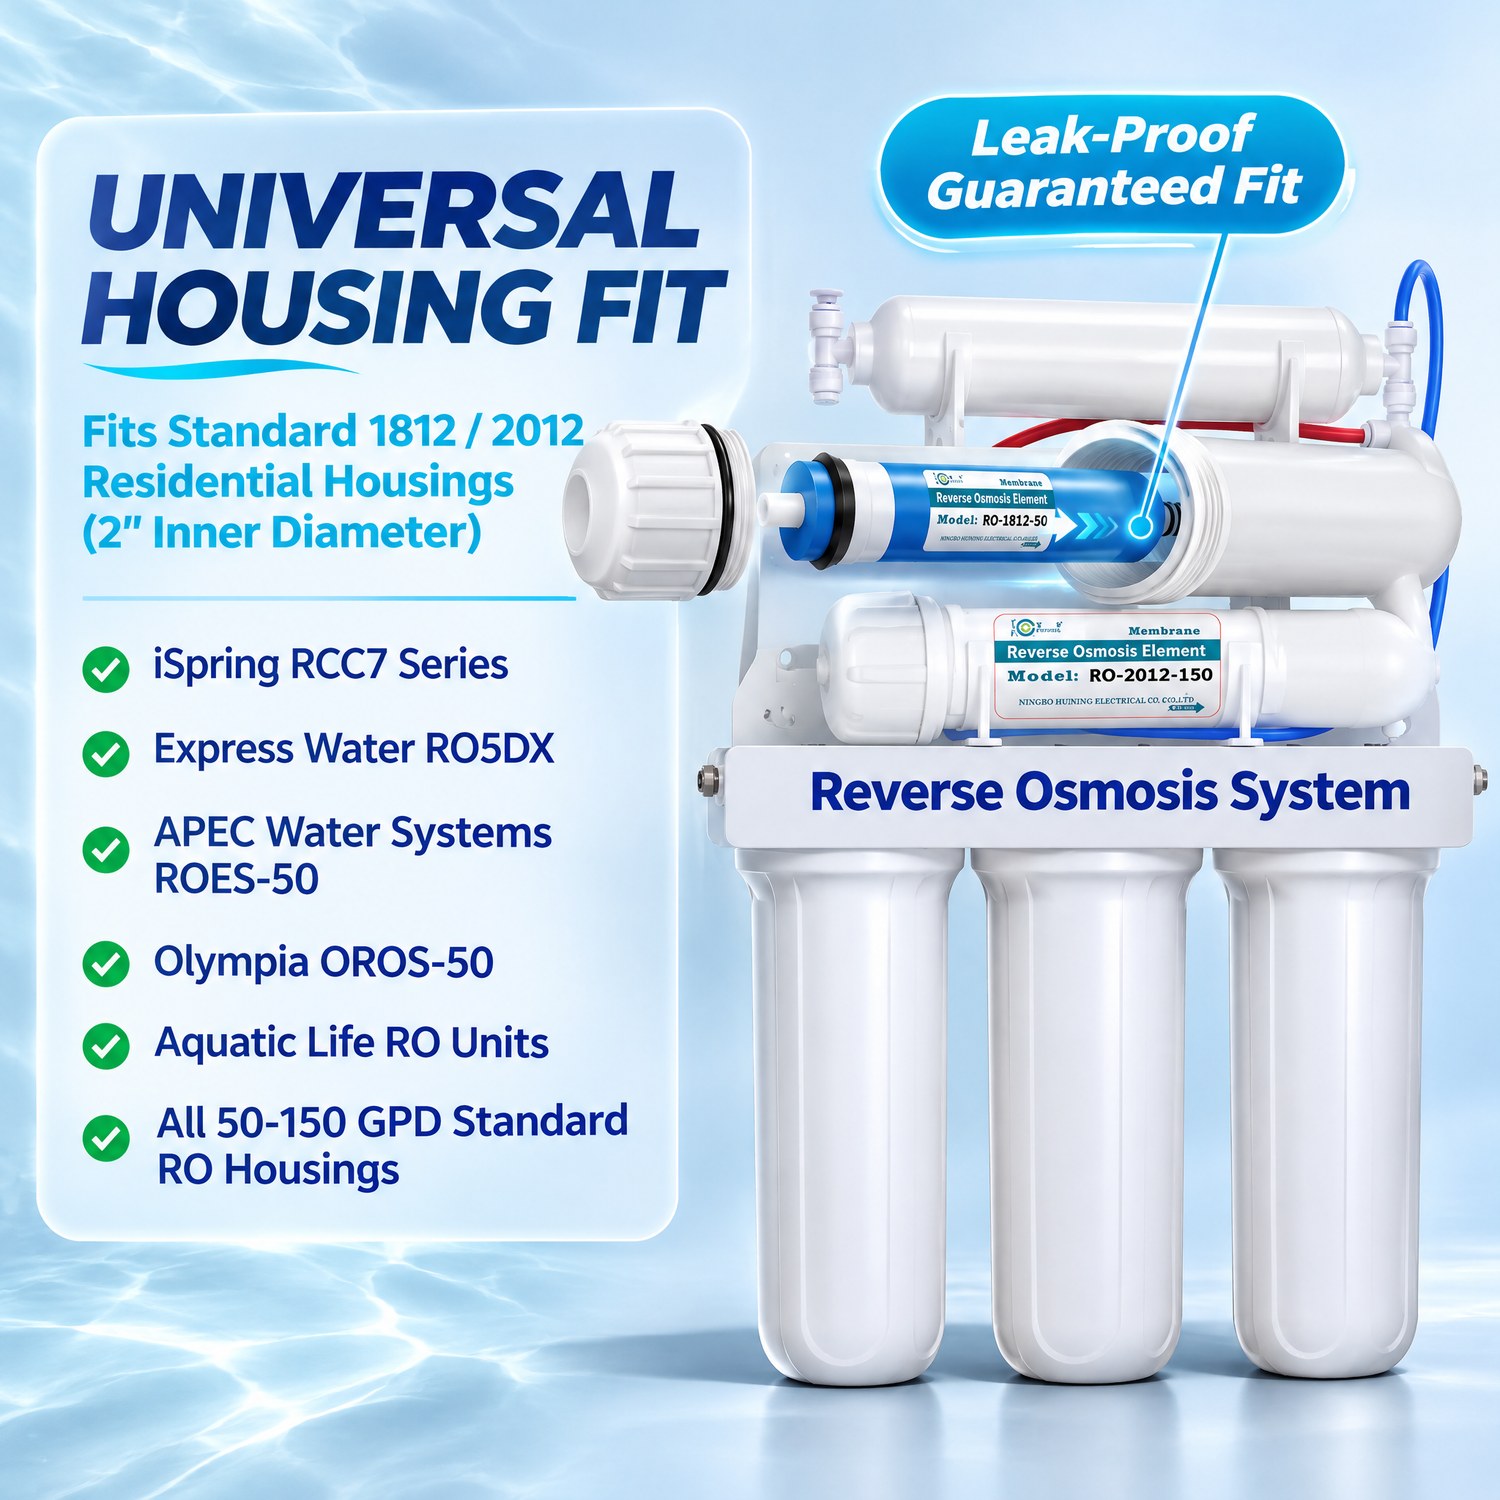 UNIVERSAL
HOUSING FIT
Fits Standard 1812 / 2012
Residential Housings
(2" Inner Diameter)
iSpring RCC7 Series
Express Water RO5DX
APEC Water Systems
ROES-50
Olympia OROS-50
Aquatic Life RO Units
All 50-150 GPD Standard
RO Housings
Leak-Proof
Guaranteed Fit
Membrane
Reverse Osmosis Element
Model: RO-1812-50
NINGBO HUINING ELECTRICAL
Membrane
Reverse Osmosis Element
Model: RO-2012-150
NINGBO HUINING ELECTRICAL CO.
Reverse Osmosis System